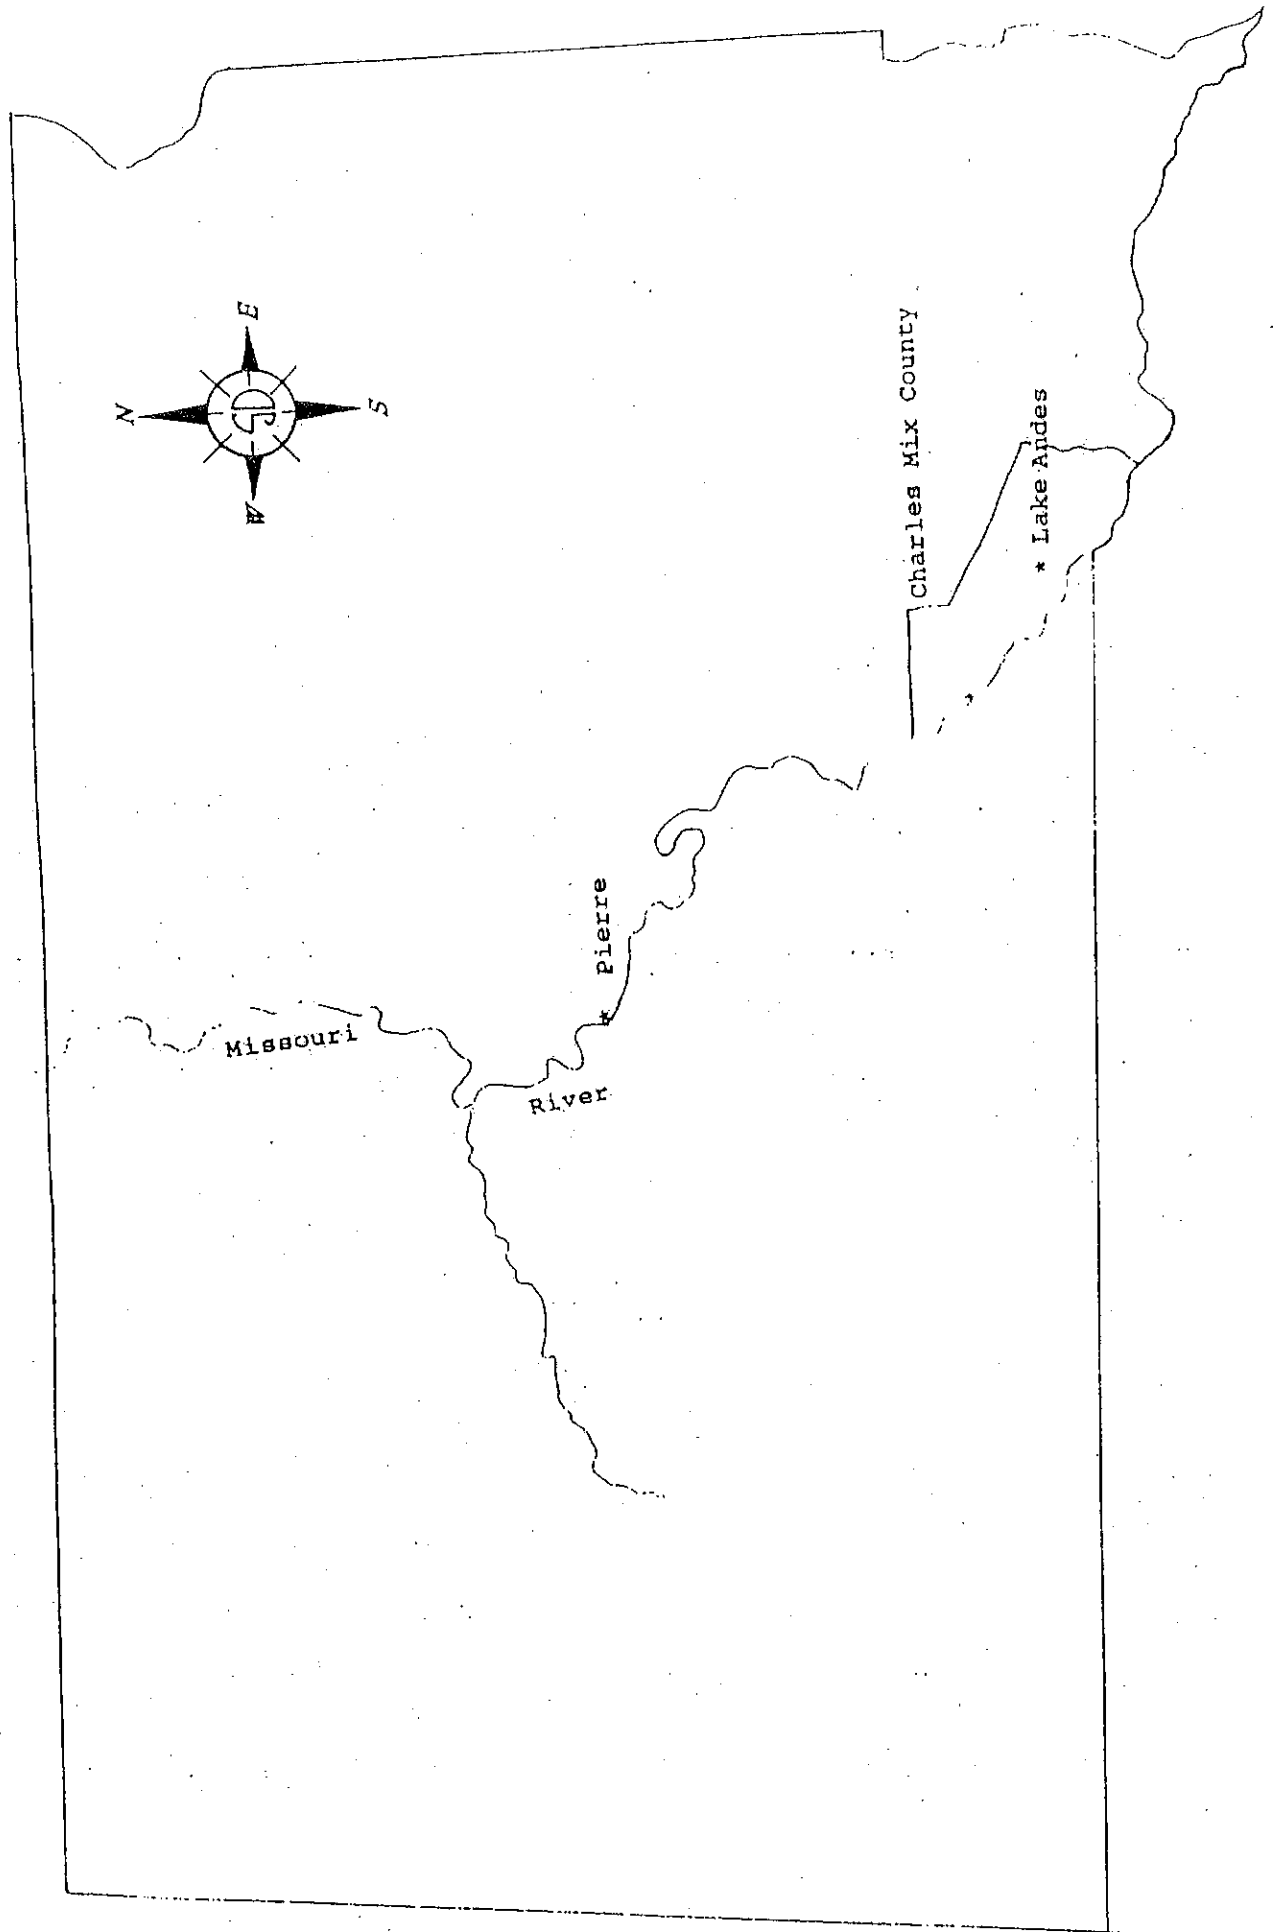 N
W
E
S
Missouri
River
* Pierre
Charles Mix County
* Lake Andes